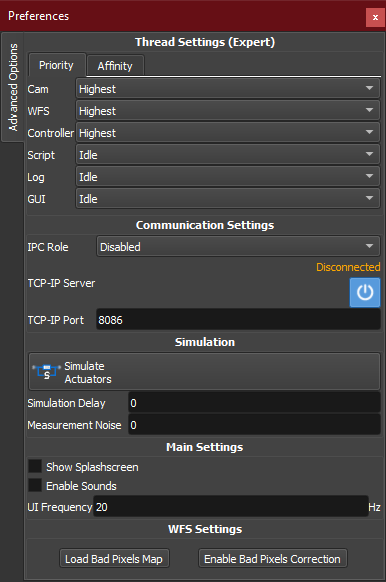 Preferences
x
Advanced Options
Thread Settings (Expert)
Priority Affinity
Cam Highest
WFS Highest
Controller Highest
Script Idle
Log Idle
GUI Idle
Communication Settings
IPC Role Disabled
Disconnected
TCP-IP Server
TCP-IP Port 8086
Simulation
S
Simulate
Actuators
Simulation Delay 0
Measurement Noise 0
Main Settings
Show Splashscreen
Enable Sounds
UI Frequency 20 Hz
WFS Settings
Load Bad Pixels Map Enable Bad Pixels Correction